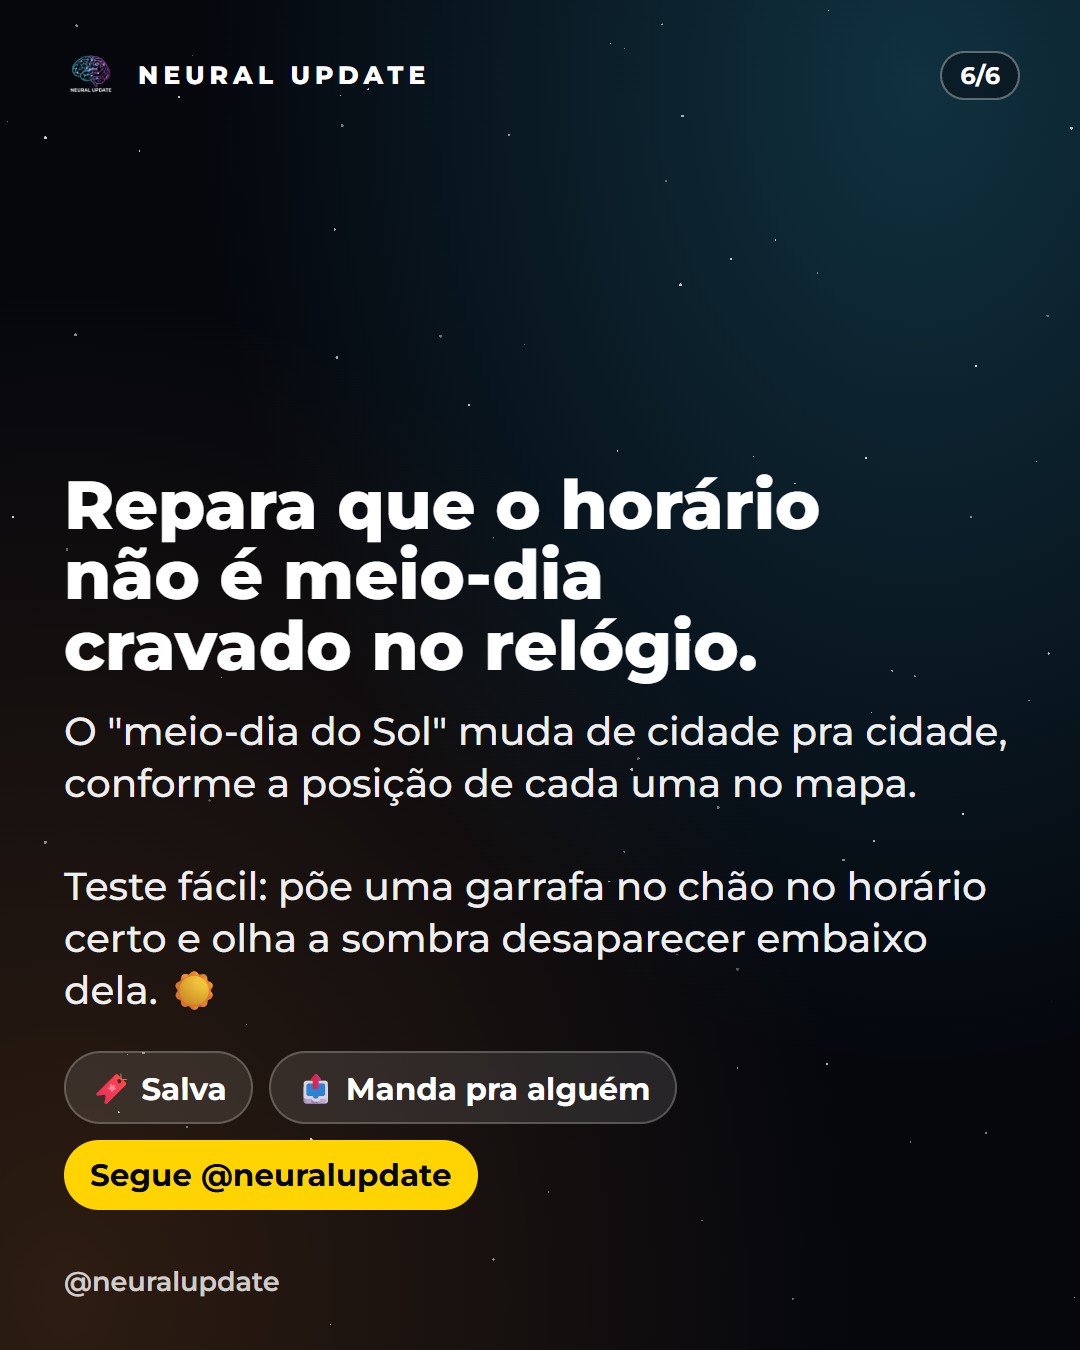 NEURAL UPDATE
NEURAL UPDATE
6/6
Repara que o horário
não é meio-dia
cravado no relógio.
O "meio-dia do Sol" muda de cidade pra cidade,
conforme a posição de cada uma no mapa.
Teste fácil: põe uma garrafa no chão no horário
certo e olha a sombra desaparecer embaixo
dela.
Salva
Manda pra alguém
Segue @neuralupdate
@neuralupdate